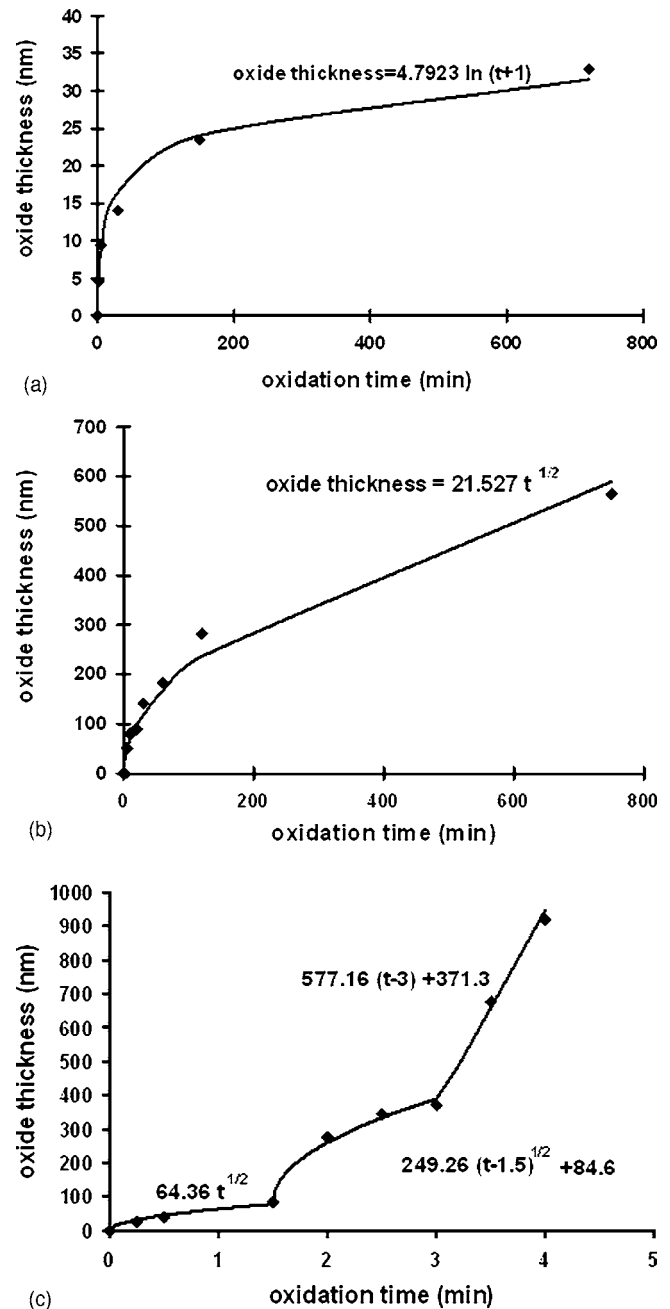 40
35
30
25
20
15
10
5
0
oxide thickness (nm)
oxide thickness=4.7923 ln (t+1)
0 200 400 600 800
oxidation time (min)
(a)
700
600
500
400
300
200
100
0
oxide thickness (nm)
oxide thickness = 21.527 t 1/2
0 200 400 600 800
oxidation time (min)
(b)
1000
900
800
700
600
500
400
300
200
100
0
oxide thickness (nm)
577.16 (t-3) +371.3
249.26 (t-1.5)1/2 +84.6
64.36 t1/2
0 1 2 3 4 5
oxidation time (min)
(c)